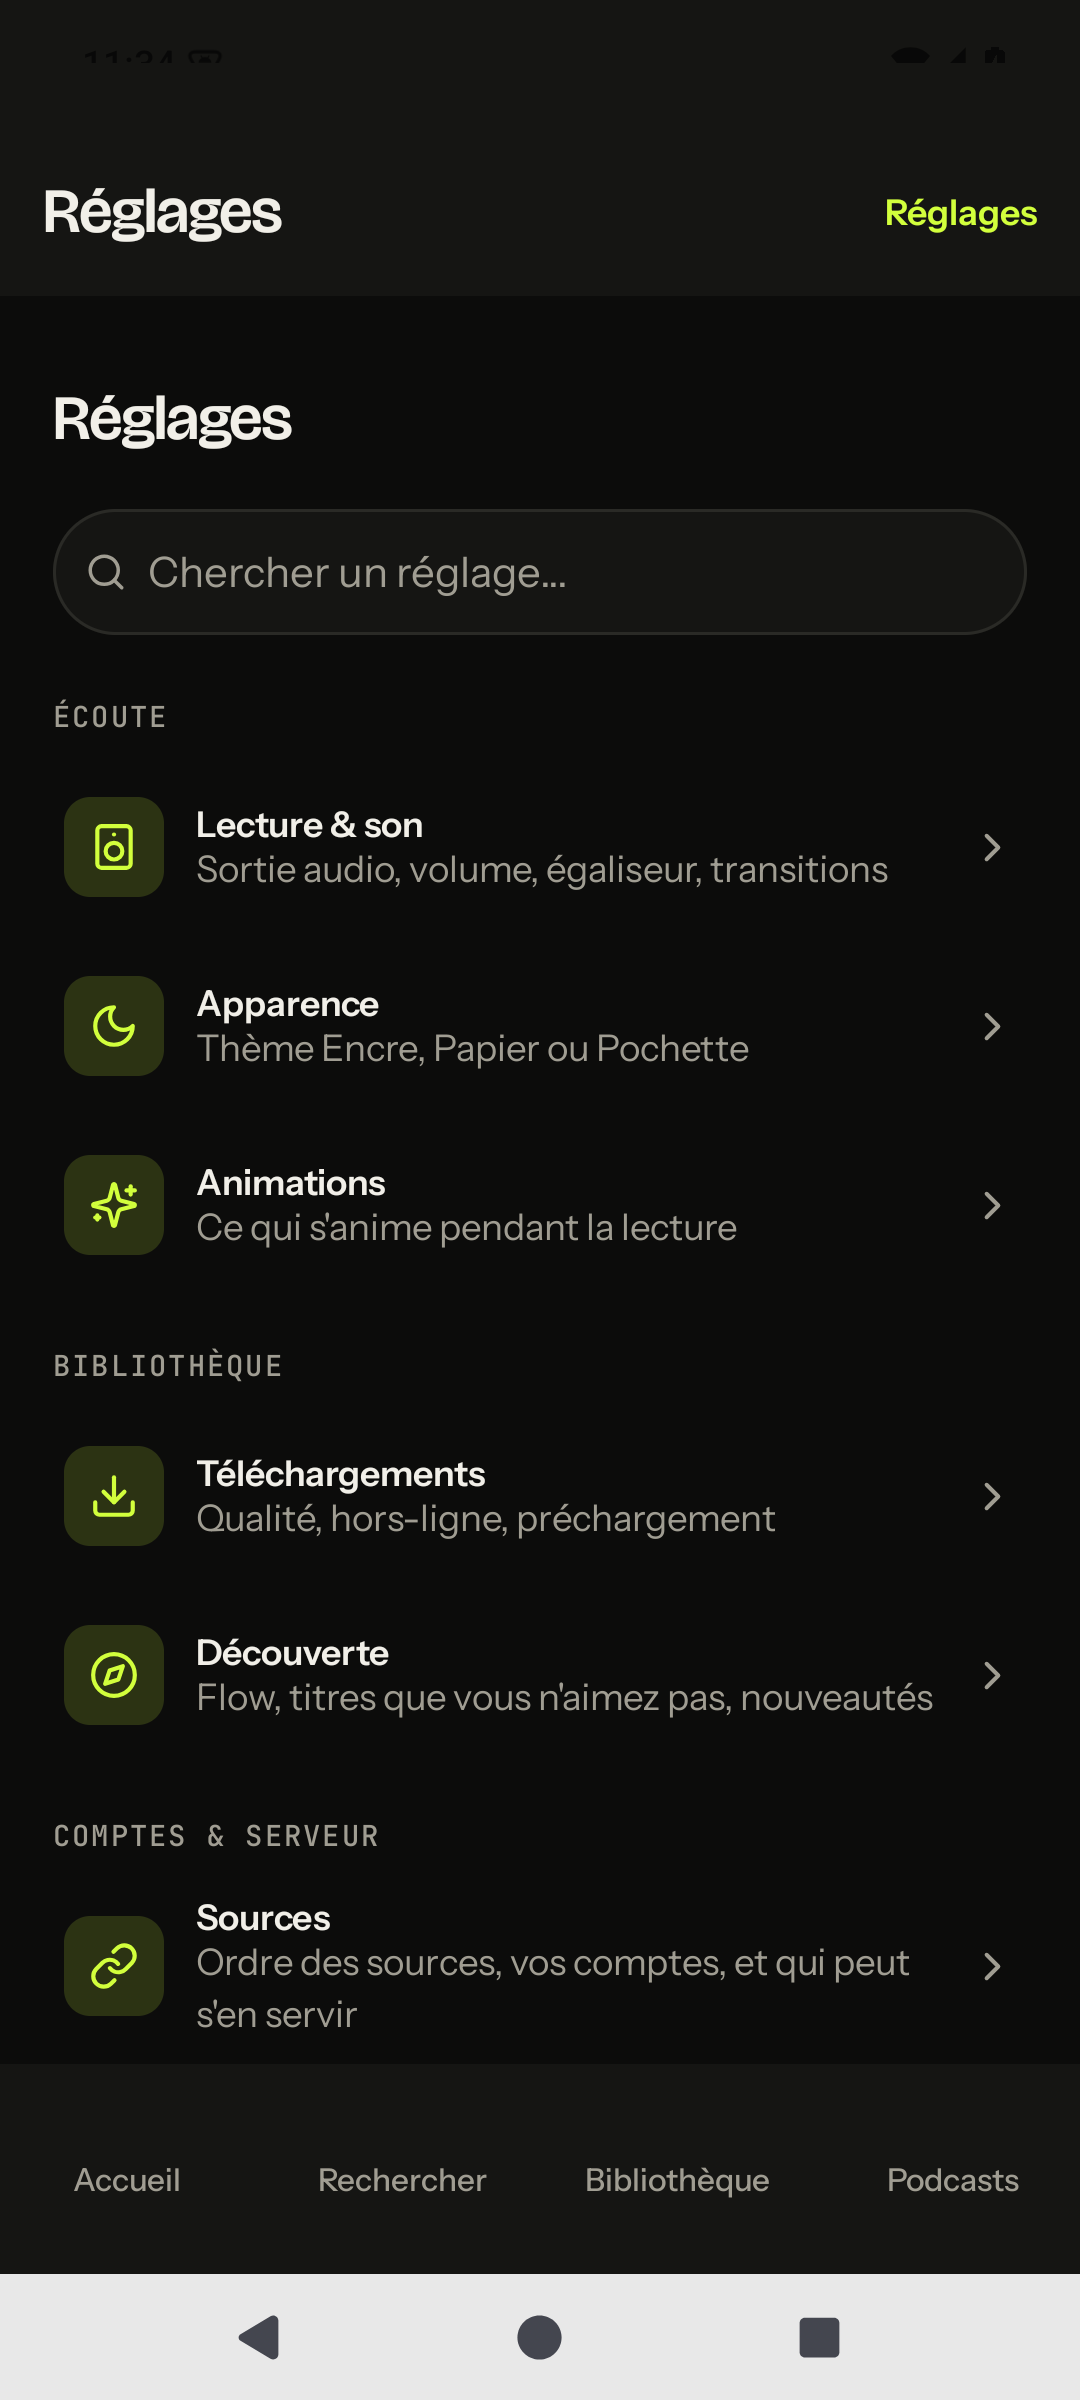 Réglages
Réglages
Réglages
Chercher un réglage...
ÉCOUTE
Lecture & son
Sortie audio, volume, égaliseur, transitions
Apparence
Thème Encre, Papier ou Pochette
Animations
Ce qui s'anime pendant la lecture
BIBLIOTHÈQUE
Téléchargements
Qualité, hors-ligne, préchargement
Découverte
Flow, titres que vous n'aimez pas, nouveautés
COMPTES & SERVEUR
Sources
Ordre des sources, vos comptes, et qui peut
s'en servir
Accueil
Rechercher
Bibliothèque
Podcasts